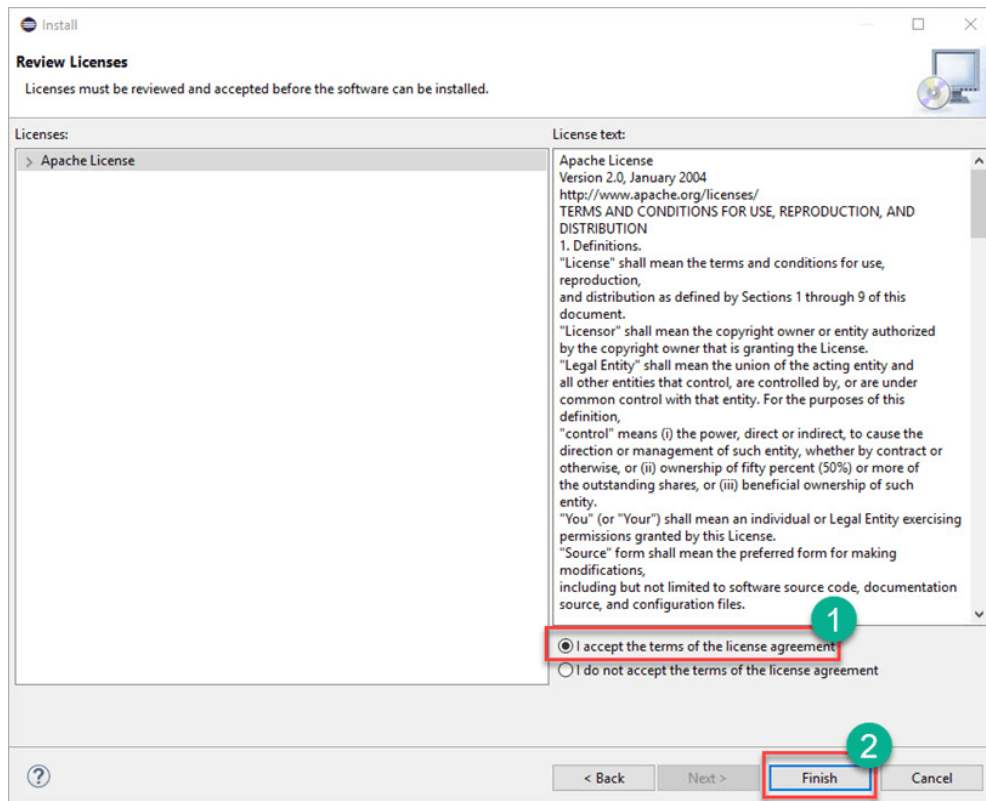 Install
Review Licenses
Licenses must be reviewed and accepted before the software can be installed.
Licenses:
Apache License
License text:
Apache License
Version 2.0, January 2004
http://www.apache.org/licenses/
TERMS AND CONDITIONS FOR USE, REPRODUCTION, AND
DISTRIBUTION
1. Definitions.
"License" shall mean the terms and conditions for use,
reproduction,
and distribution as defined by Sections 1 through 9 of this
document.
"Licensor" shall mean the copyright owner or entity authorized
by the copyright owner that is granting the License.
"Legal Entity" shall mean the union of the acting entity and
all other entities that control, are controlled by, or are under
common control with that entity. For the purposes of this
definition,
"control" means (i) the power, direct or indirect, to cause the
direction or management of such entity, whether by contract or
otherwise, or (ii) ownership of fifty percent (50%) or more of
the outstanding shares, or (iii) beneficial ownership of such
entity.
"You" (or "Your") shall mean an individual or Legal Entity exercising
permissions granted by this License.
"Source" form shall mean the preferred form for making
modifications,
including but not limited to software source code, documentation
source, and configuration files.
1
I accept the terms of the license agreement
I do not accept the terms of the license agreement
2
?
< Back
Next >
Finish
Cancel